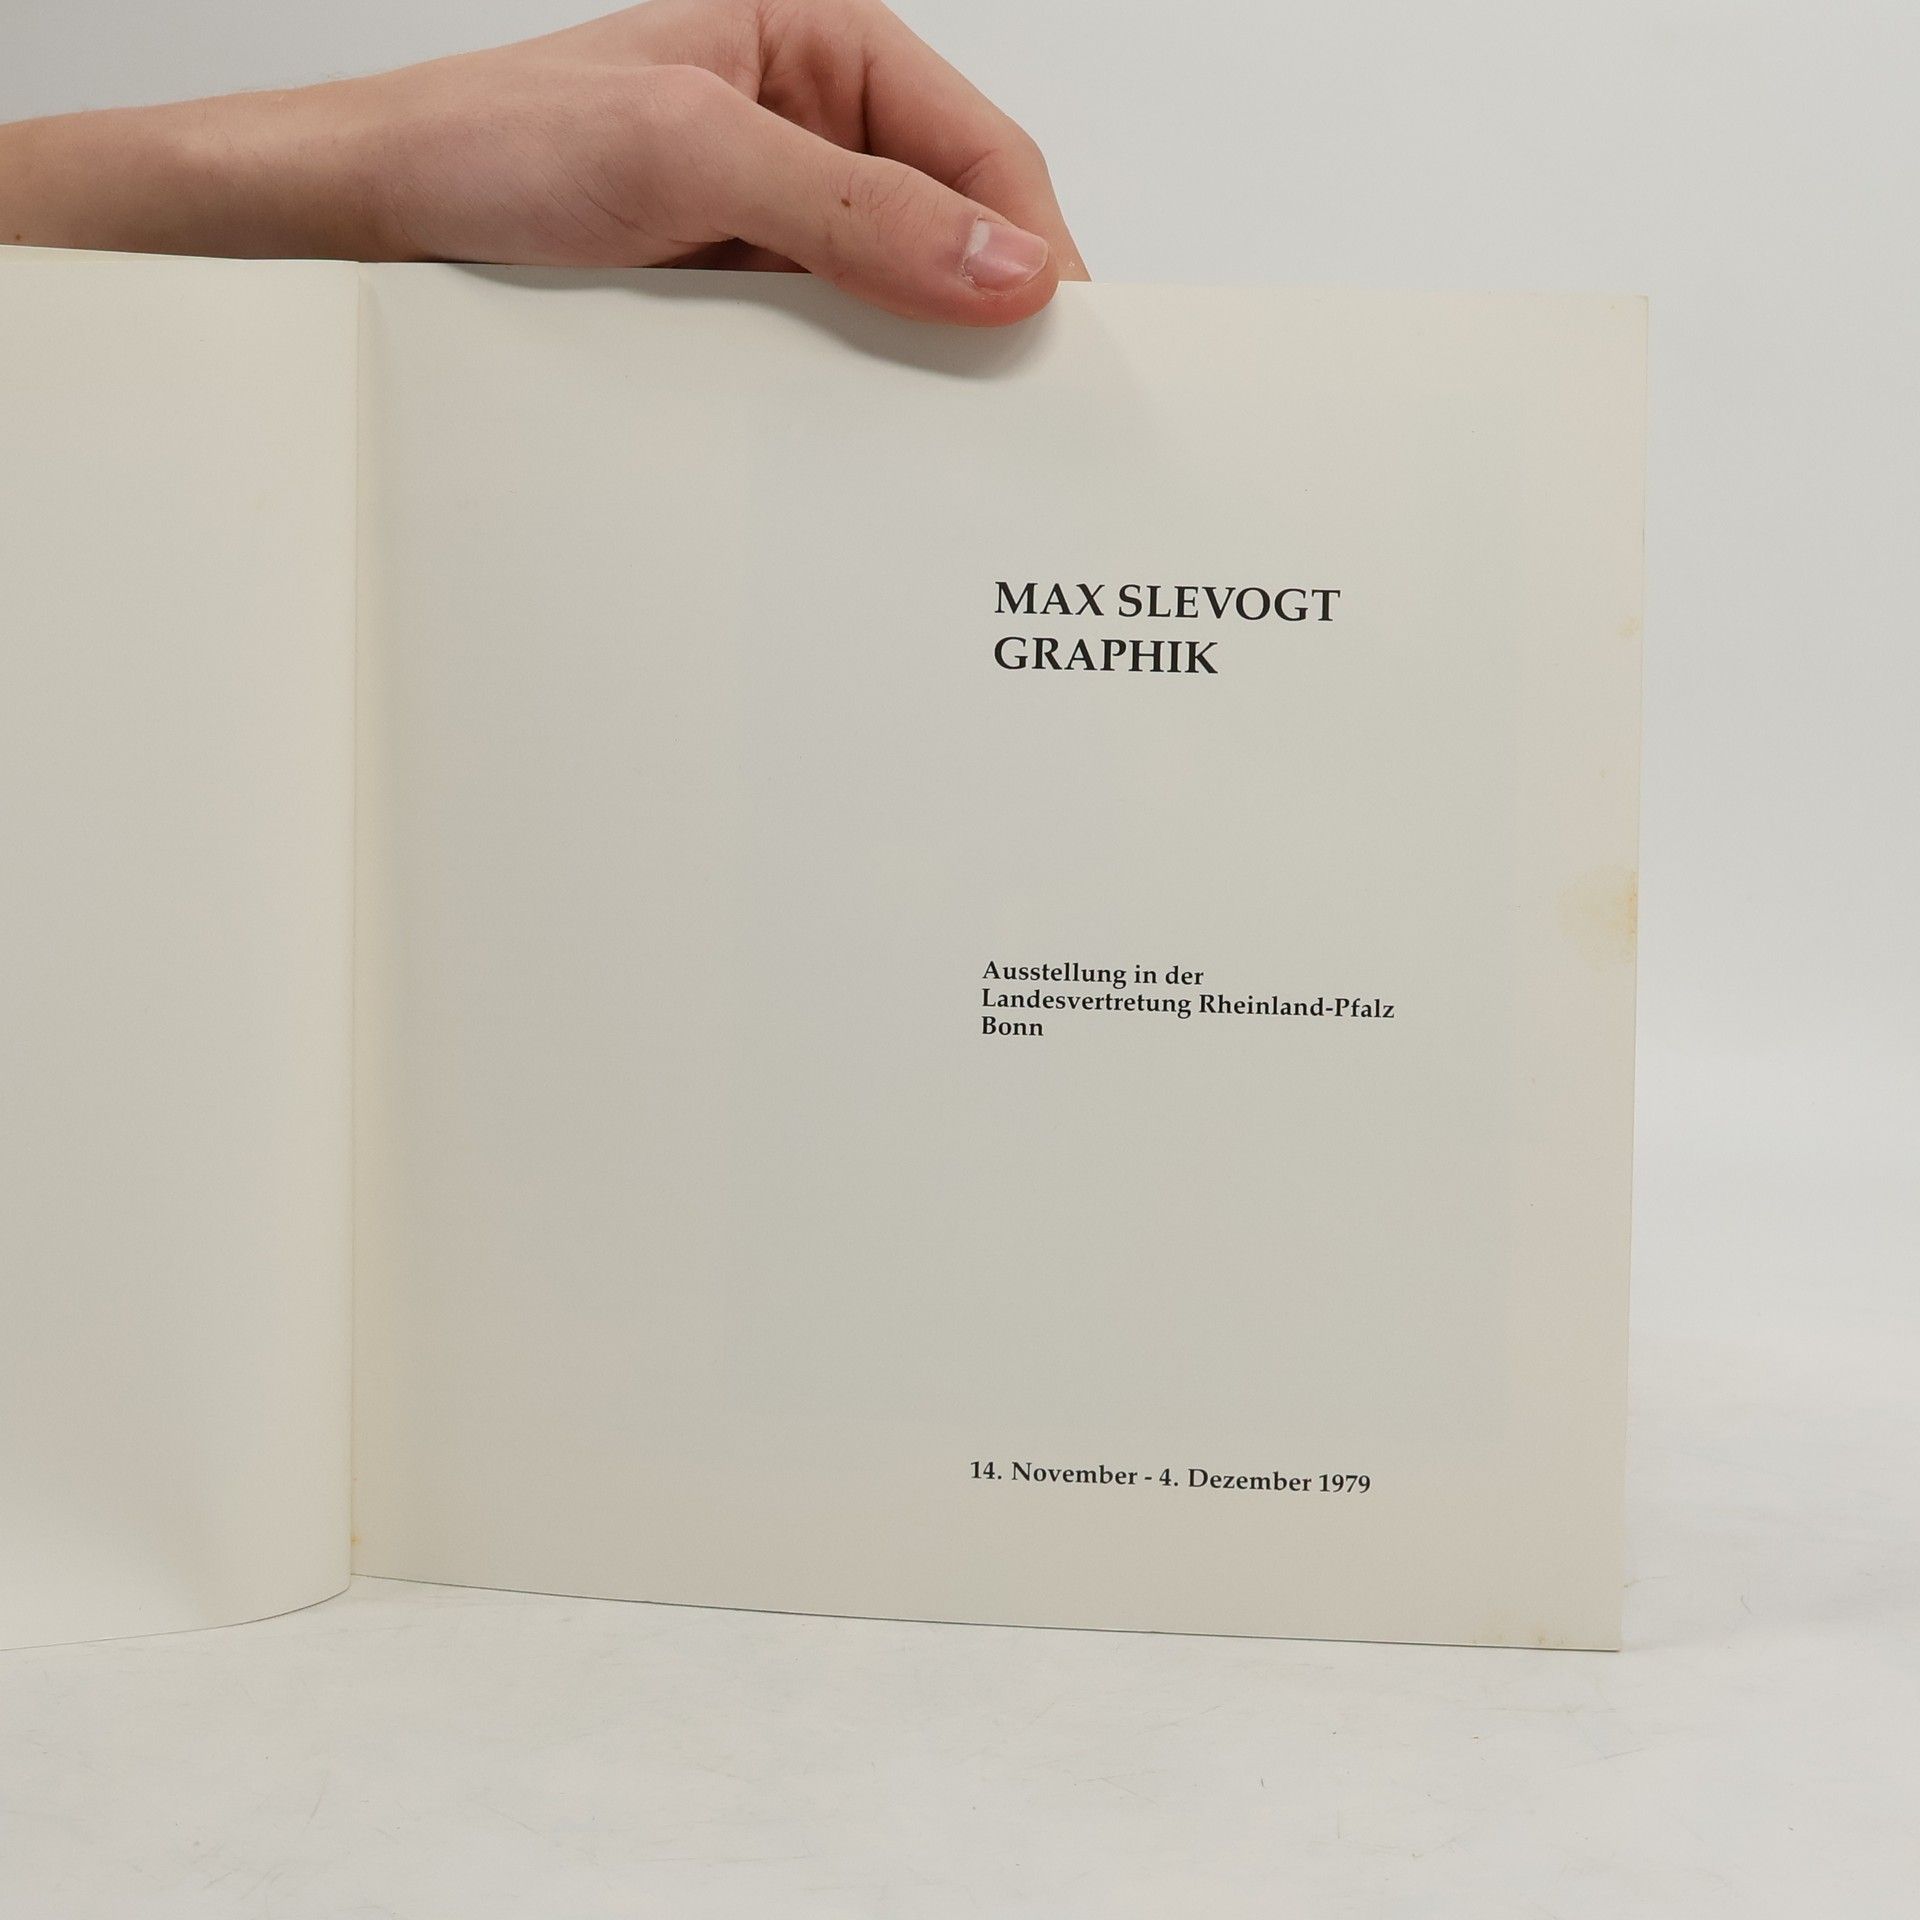 MAX SLEVOGT
GRAPHIK
Ausstellung in der
Landesvertretung Rheinland-Pfalz
Bonn
14. November - 4. Dezember 1979